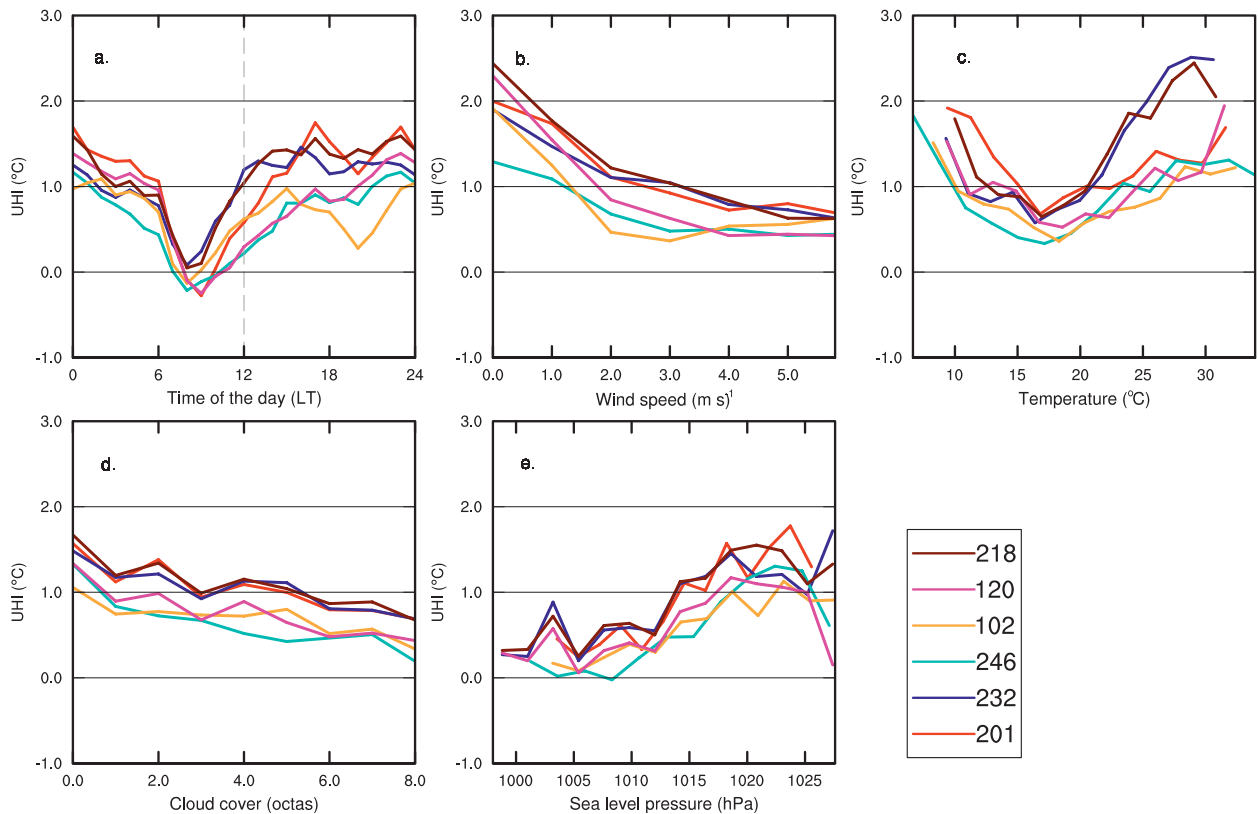 3.0 3.0 3.0
a. b. c.
2.0 2.0 2.0
UHI (°C) UHI (°C) UHI (°C)
1.0 1.0 1.0
0.0 0.0 0.0
-1.0 -1.0 -1.0
0 6 12 18 24 0.0 1.0 2.0 3.0 4.0 5.0 10 15 20 25 30
Time of the day (LT) Wind speed (m s)¹ Temperature (°C)
3.0 3.0
d. e.
2.0 2.0
218
UHI (°C) UHI (°C)
120
1.0 1.0
102
246
0.0 0.0
232
201
-1.0 -1.0
0.0 2.0 4.0 6.0 8.0 1000 1005 1010 1015 1020 1025
Cloud cover (octas) Sea level pressure (hPa)